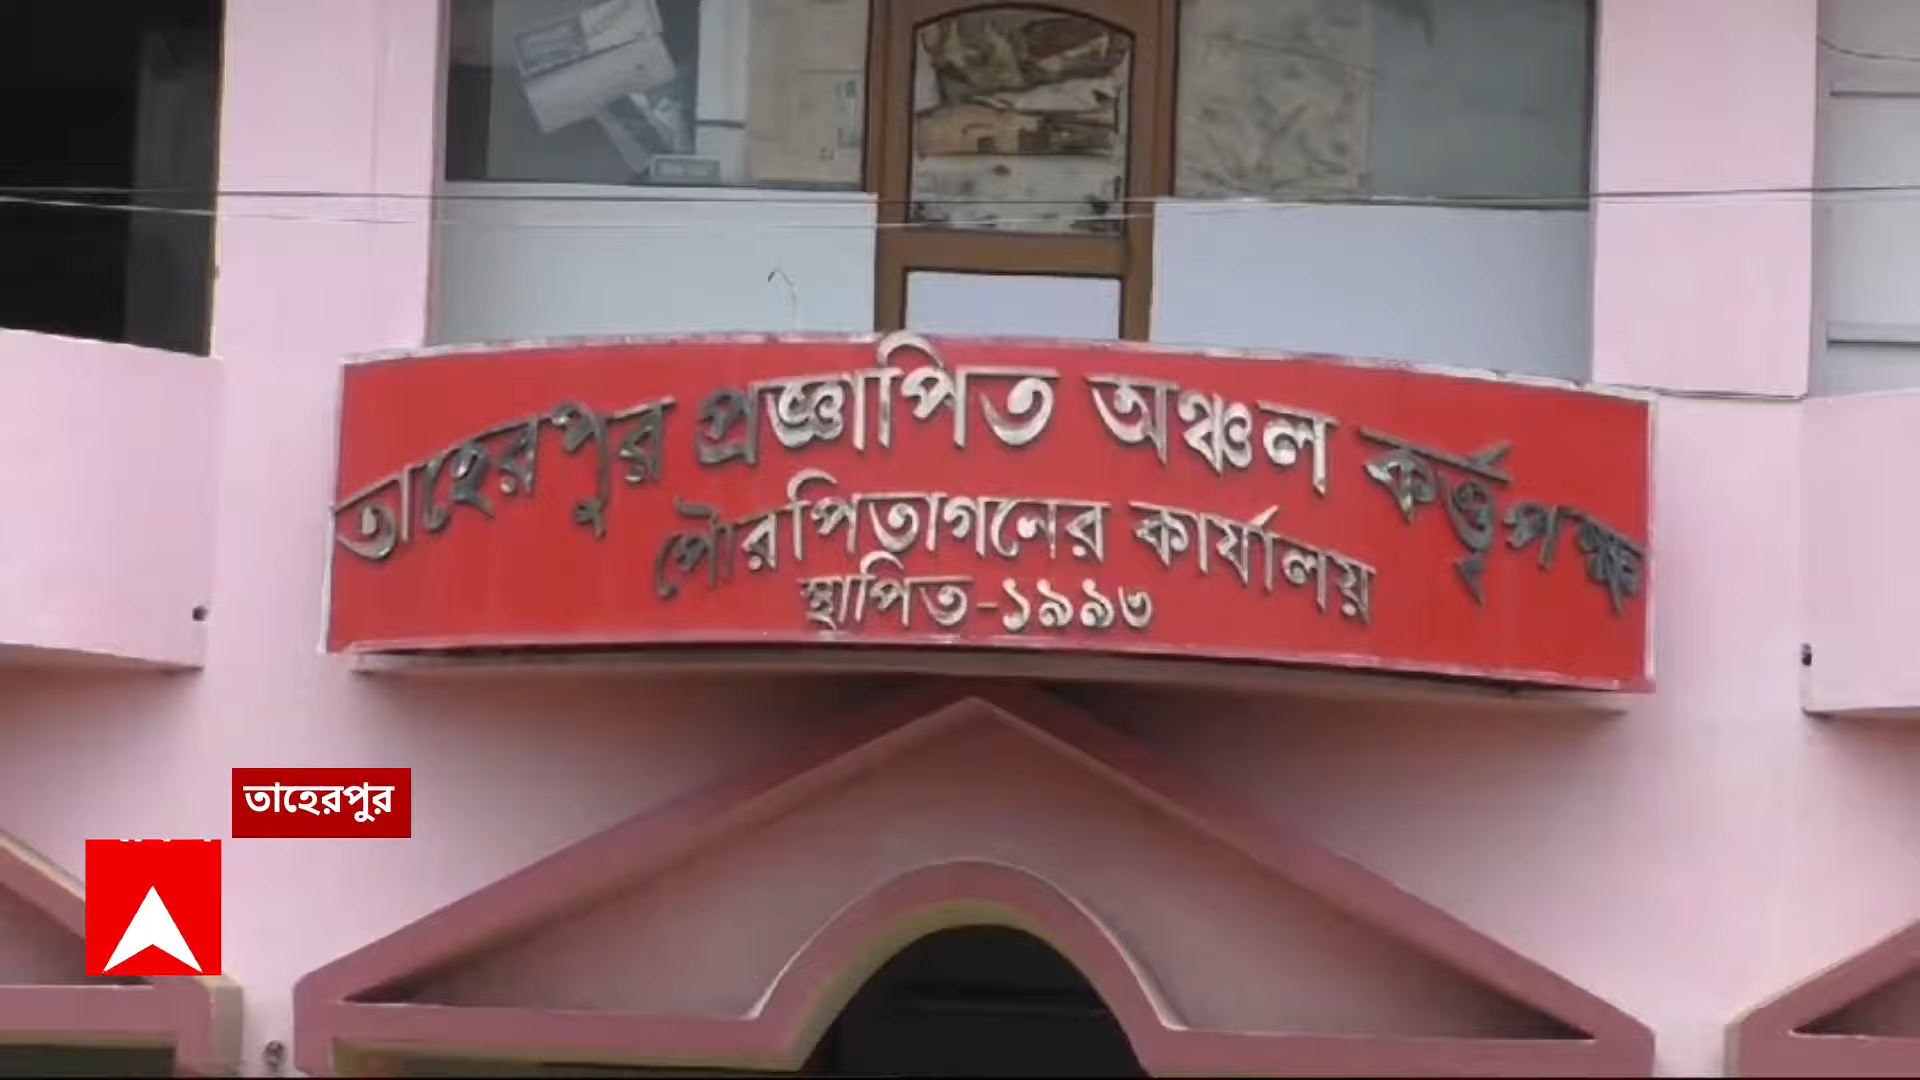 তাহেরপুর প্রজ্ঞাপিত অঞ্চল কর্ত্তৃপক্ষ
পৌরপিতাগনের কার্যালয়
স্থাপিত-১৯৯৩
তাহেরপুর